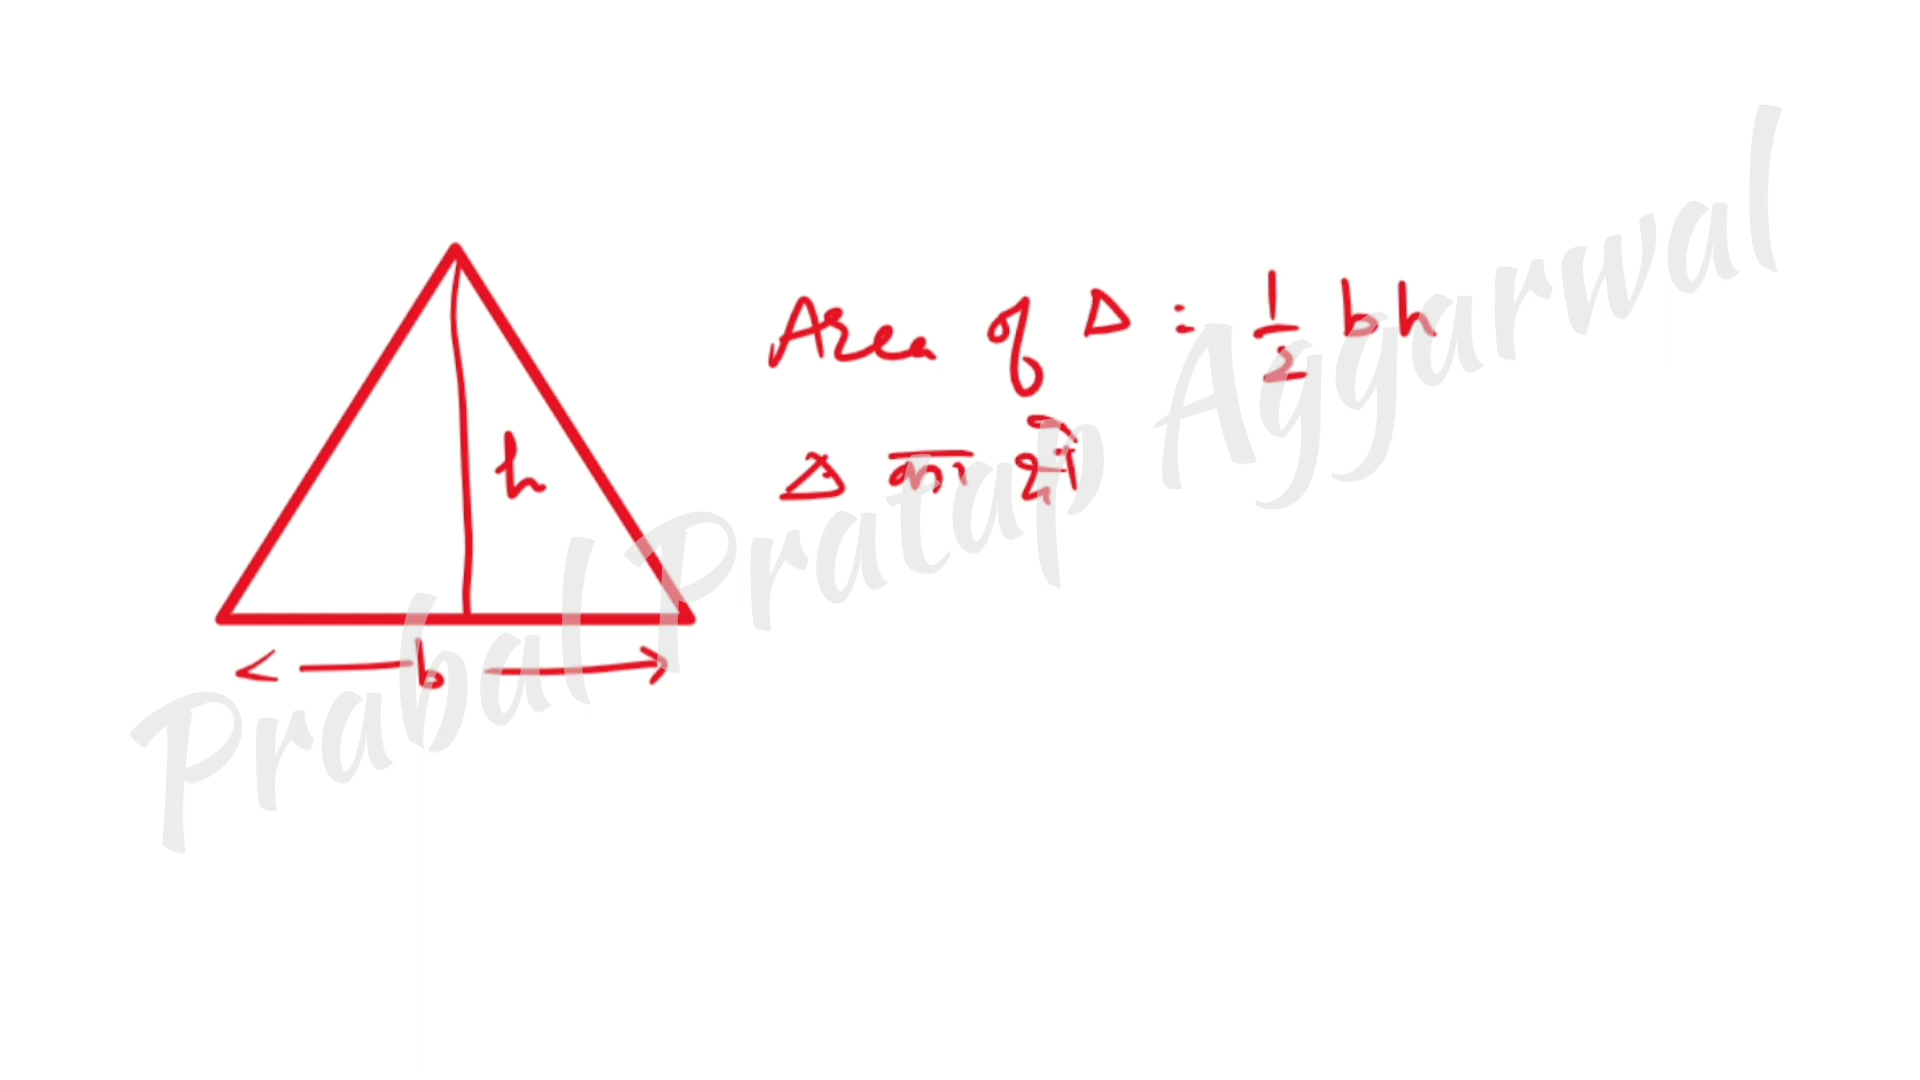 Area of Δ = 1/2 bh
Δ
h
b
Prabal Pratap Aggarwal